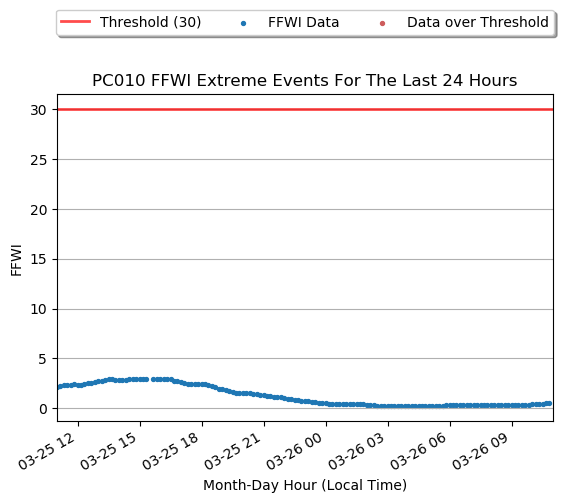 Threshold (30) FFWI Data Data over Threshold
PC010 FFWI Extreme Events For The Last 24 Hours
30
25
20
15
10
5
0
FFWI
03-25 12 03-25 15 03-25 18 03-25 21 03-26 00 03-26 03 03-26 06 03-26 09
Month-Day Hour (Local Time)